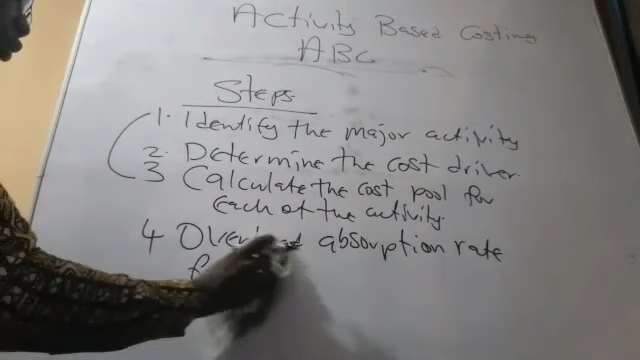 Activity Based Costing
ABC
Steps
1. Identify the major activity
2. Determine the cost driver.
3 Calculate the cost pool for
each of the activity.
4 absorption rate